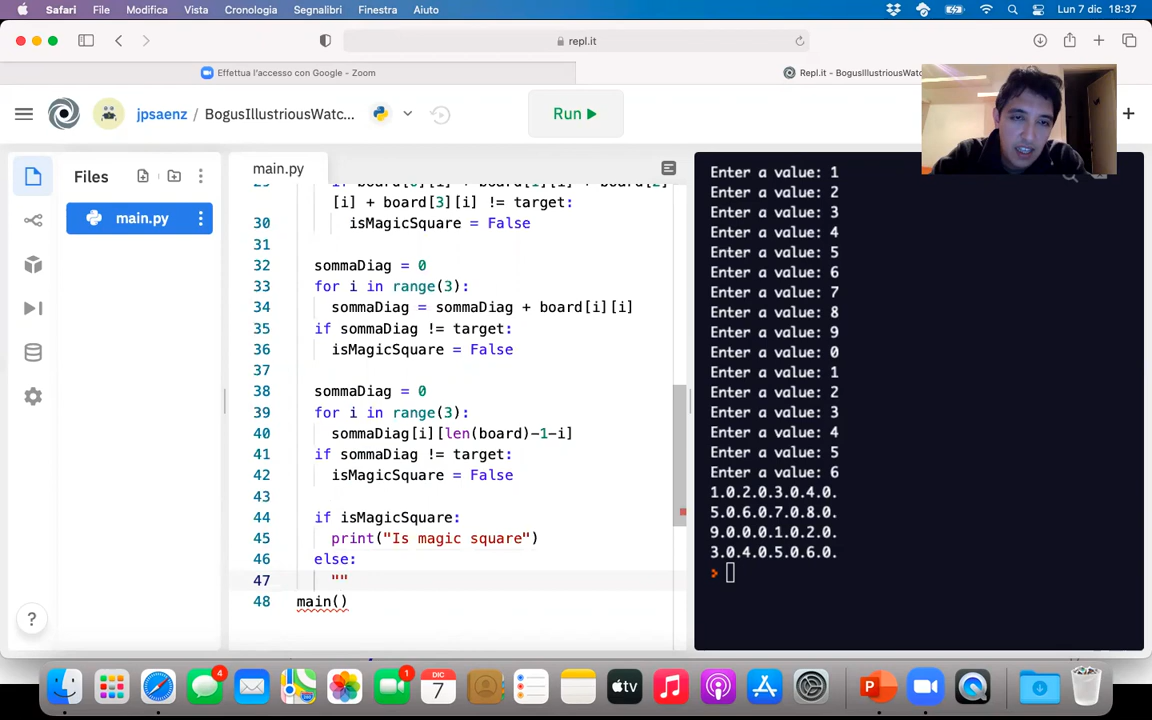 Safari File Modifica Vista Cronologia Segnalibri Finestra Aiuto Lun 7 dic 18:37
repl.it
Effettua l'accesso con Google - Zoom
Repl.it - BogusIllustriousWatc
jpsaenz / BogusIllustriousWatc...
Run
Files
main.py
main.py
[i] + board[3][i] != target:
30 isMagicSquare = False
31
32 sommaDiag = 0
33 for i in range(3):
34 sommaDiag = sommaDiag + board[i][i]
35 if sommaDiag != target:
36 isMagicSquare = False
37
38 sommaDiag = 0
39 for i in range(3):
40 sommaDiag[i][len(board)-1-i]
41 if sommaDiag != target:
42 isMagicSquare = False
43
44 if isMagicSquare:
45 print("Is magic square")
46 else:
47 ""
48 main()
Enter a value: 1
Enter a value: 2
Enter a value: 3
Enter a value: 4
Enter a value: 5
Enter a value: 6
Enter a value: 7
Enter a value: 8
Enter a value: 9
Enter a value: 0
Enter a value: 1
Enter a value: 2
Enter a value: 3
Enter a value: 4
Enter a value: 5
Enter a value: 6
1.0.2.0.3.0.4.0.
5.0.6.0.7.0.8.0.
9.0.0.0.1.0.2.0.
3.0.4.0.5.0.6.0.
>
?
4
1
DIC
7
tv